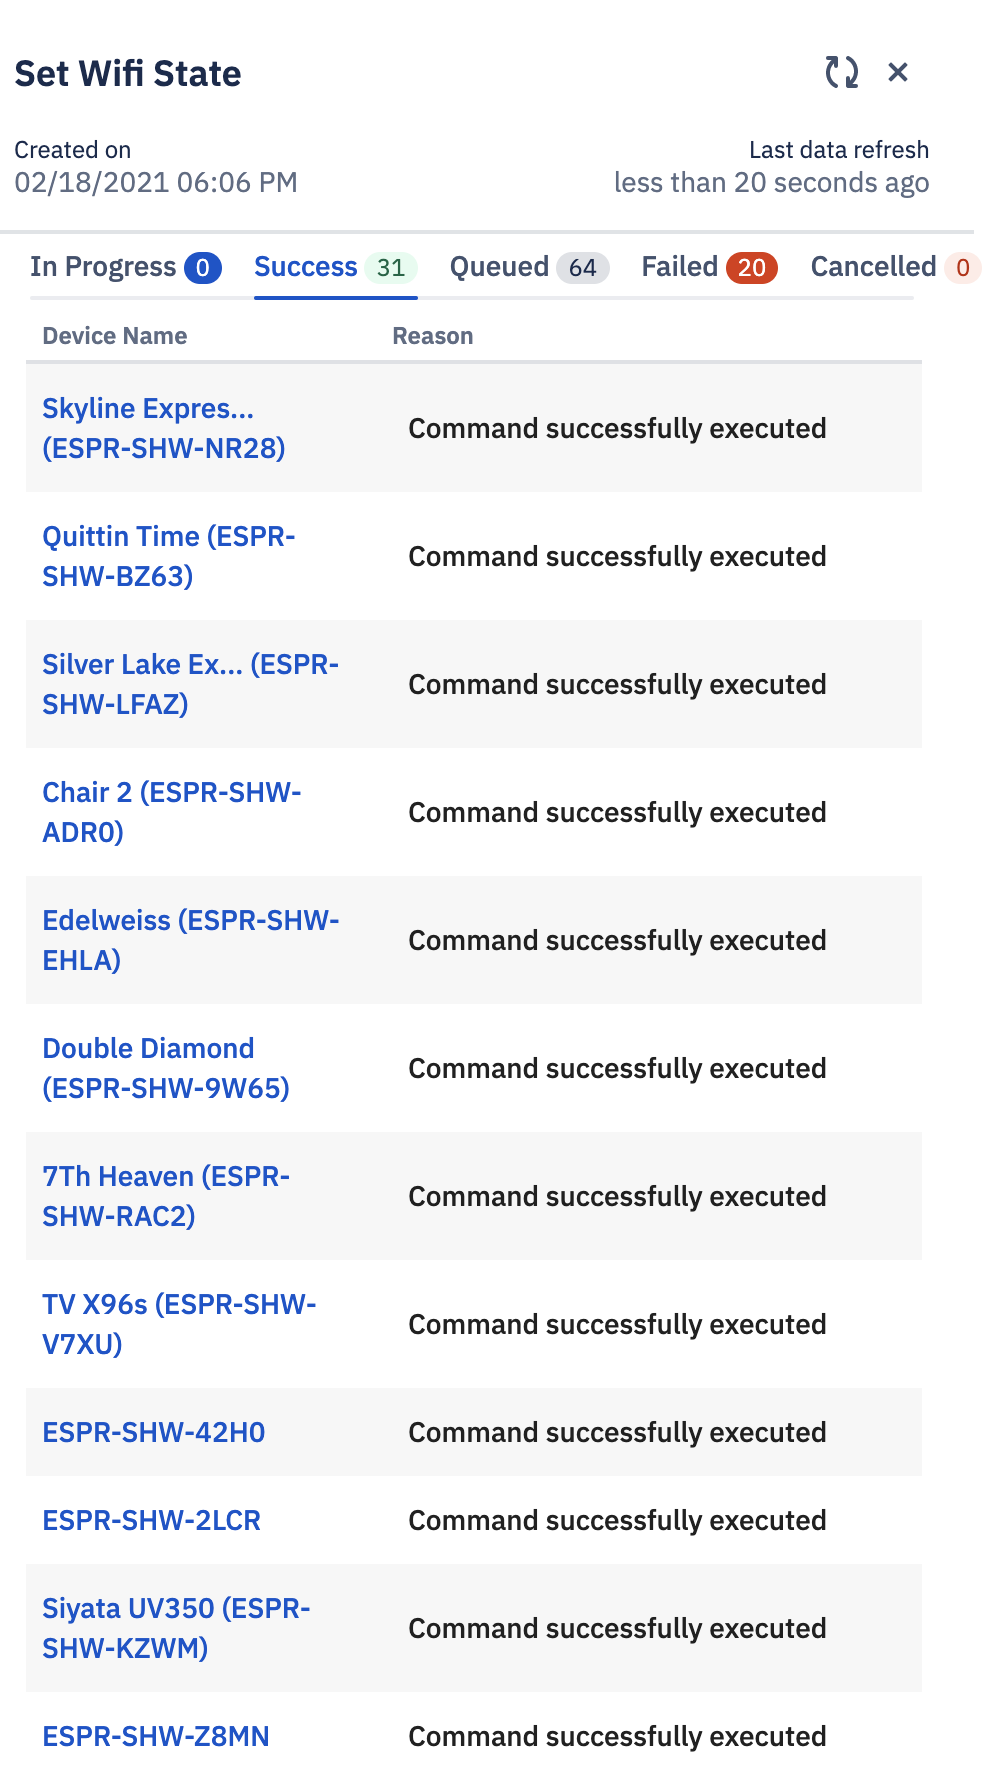 Set Wifi State
Created on
Last data refresh
02/18/2021 06:06 PM
less than 20 seconds ago
In Progress 0 Success 31 Queued 64 Failed 20 Cancelled 0
Device Name Reason
Skyline Expres...
(ESPR-SHW-NR28)
Command successfully executed
Quittin Time (ESPR-
SHW-BZ63)
Command successfully executed
Silver Lake Ex... (ESPR-
SHW-LFAZ)
Command successfully executed
Chair 2 (ESPR-SHW-
ADR0)
Command successfully executed
Edelweiss (ESPR-SHW-
EHLA)
Command successfully executed
Double Diamond
(ESPR-SHW-9W65)
Command successfully executed
7Th Heaven (ESPR-
SHW-RAC2)
Command successfully executed
TV X96s (ESPR-SHW-
V7XU)
Command successfully executed
ESPR-SHW-42H0
Command successfully executed
ESPR-SHW-2LCR
Command successfully executed
Siyata UV350 (ESPR-
SHW-KZWM)
Command successfully executed
ESPR-SHW-Z8MN
Command successfully executed